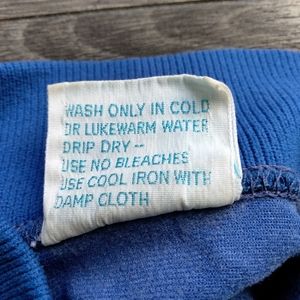 WASH ONLY IN COLD
OR LUKEWARM WATER
DRIP DRY --
USE NO BLEACHES
USE COOL IRON WITH
DAMP CLOTH